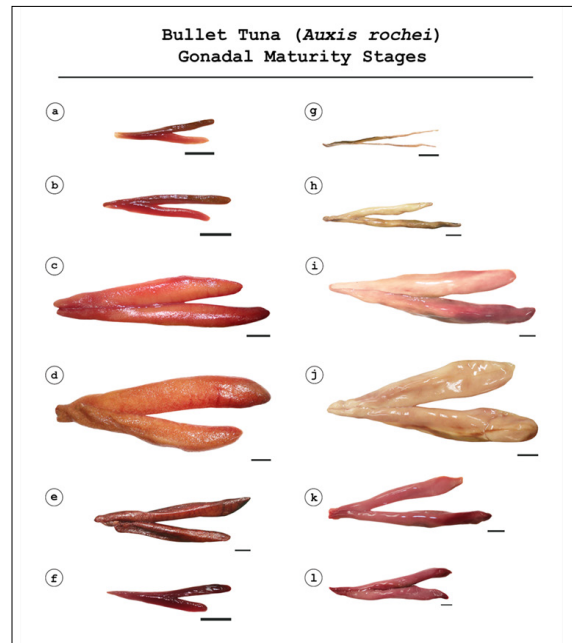 Bullet Tuna (Auxis rochei)
Gonadal Maturity Stages
a
g
b
h
c
i
d
j
e
k
f
l